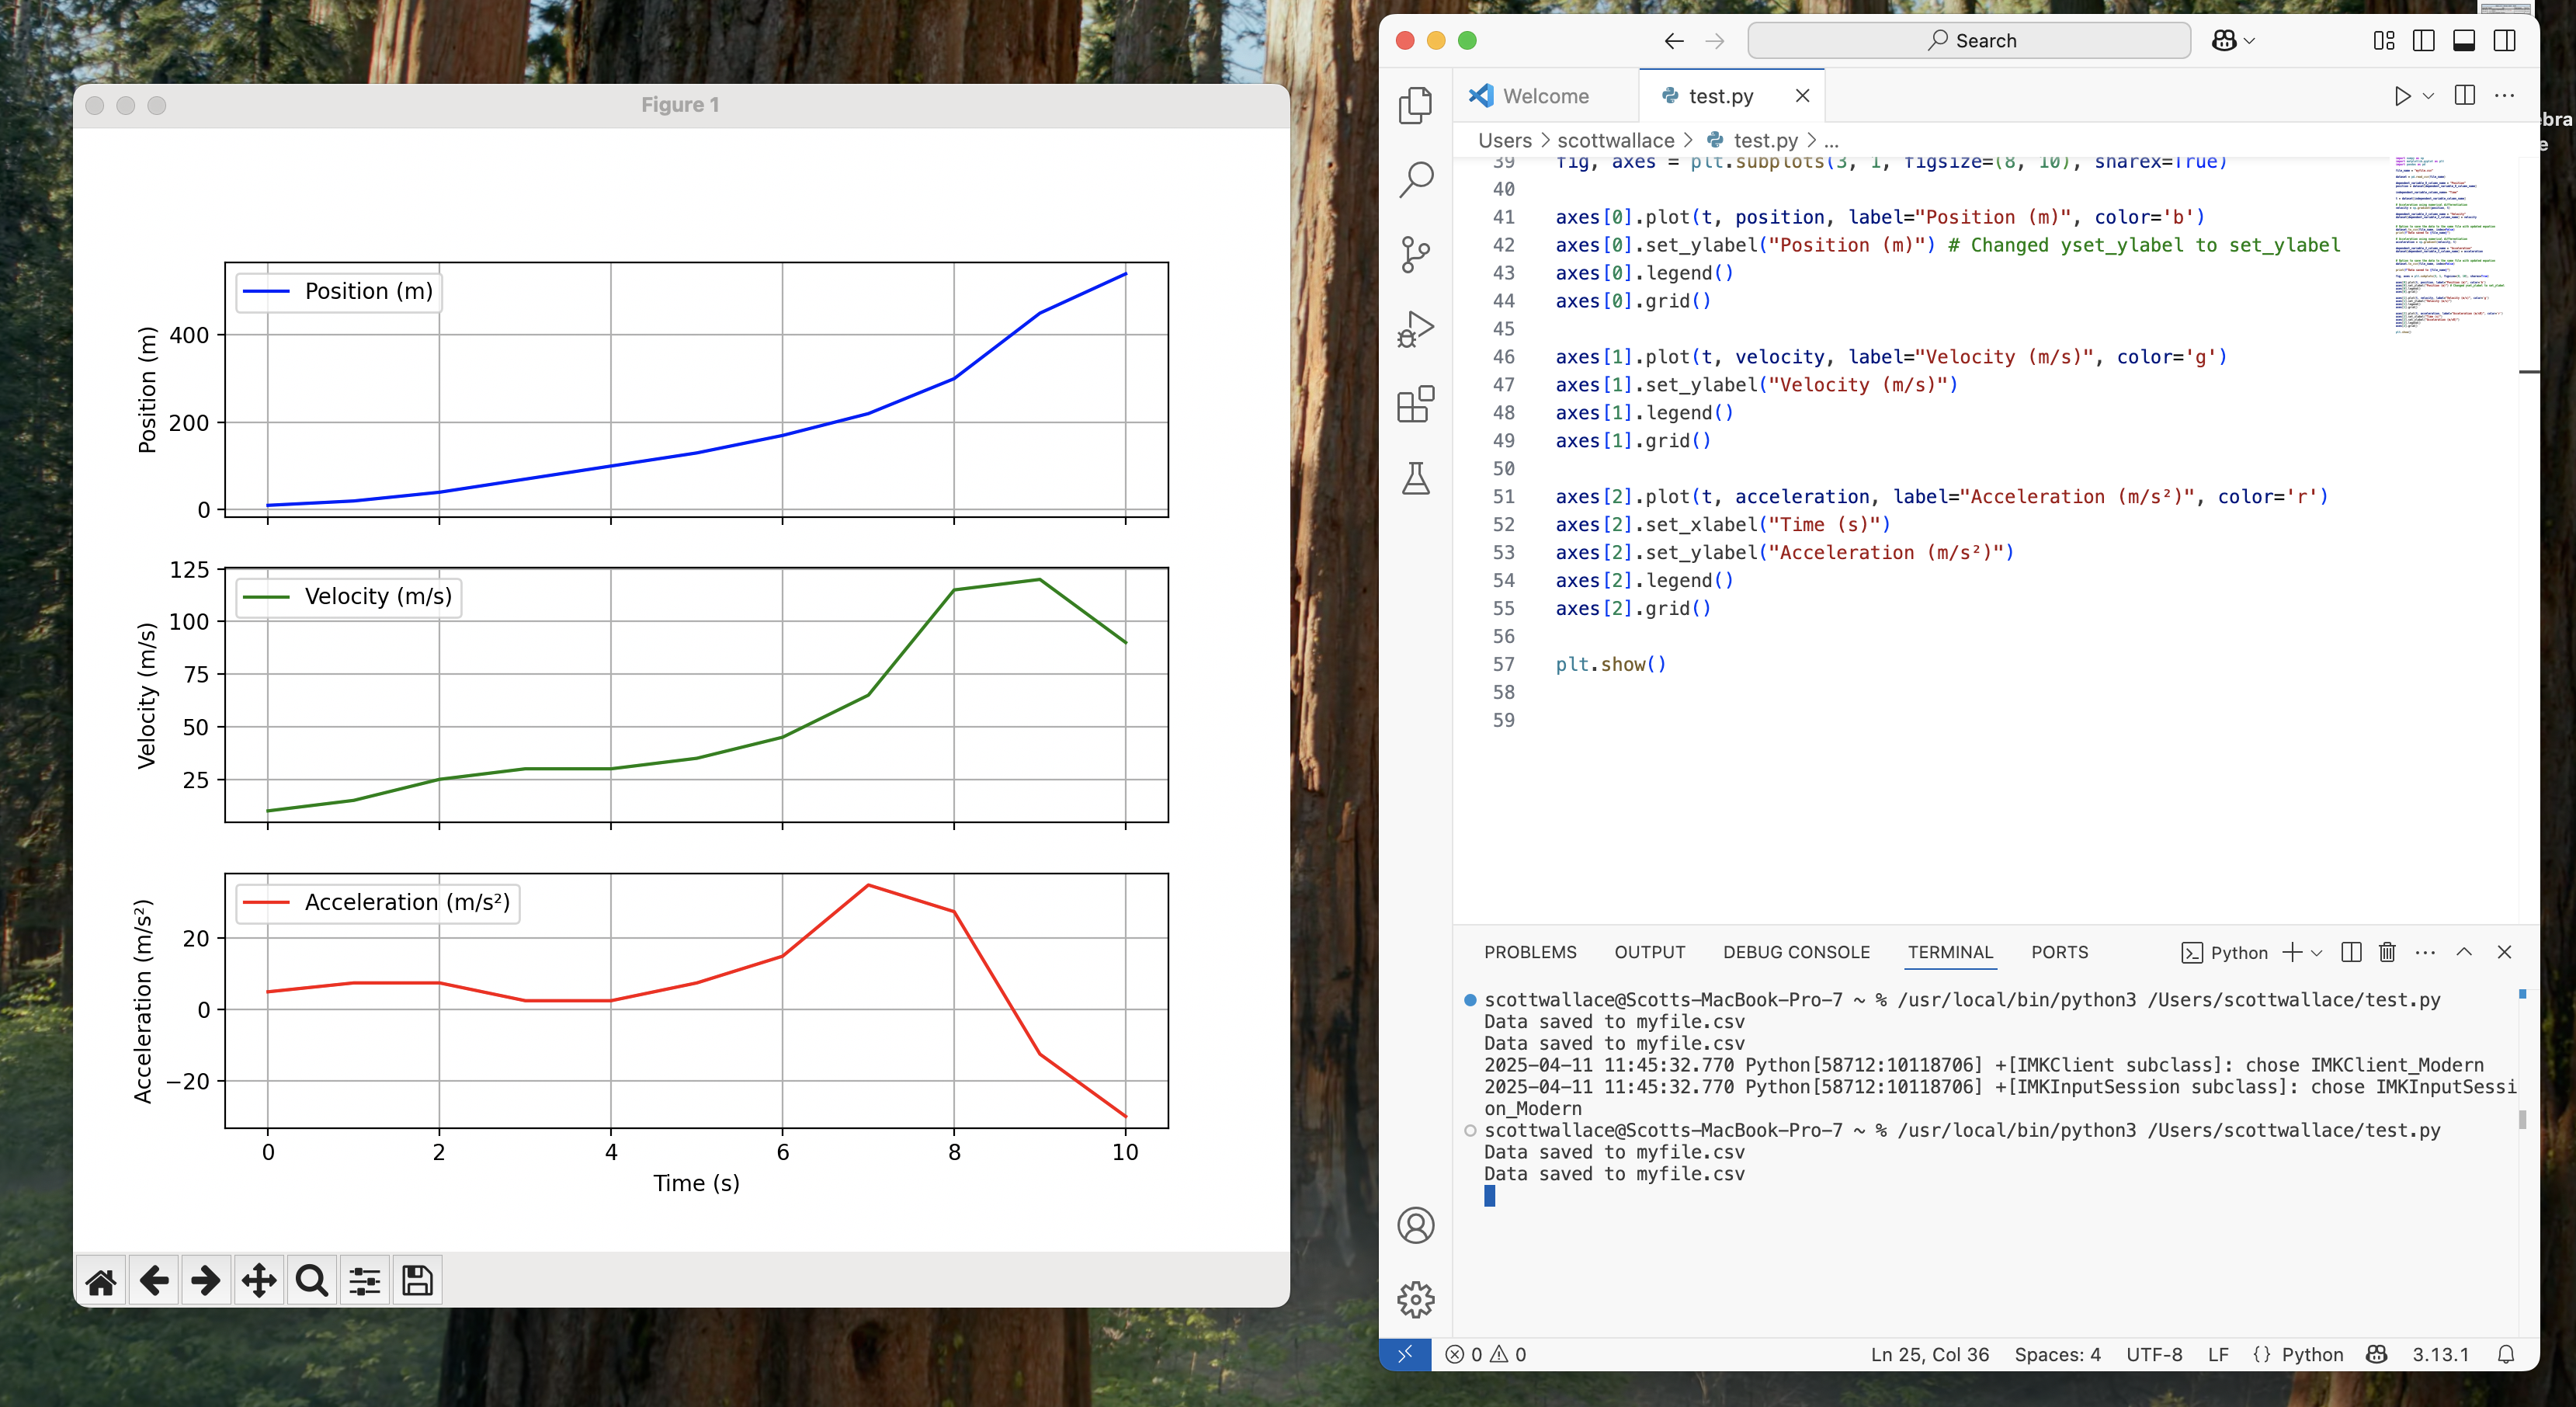 Figure 1
Position (m)
400
200
0
Position (m)
Velocity (m/s)
125
100
75
50
25
Velocity (m/s)
Acceleration (m/s²)
20
0
−20
Acceleration (m/s²)
0 2 4 6 8 10
Time (s)
Search
Welcome
test.py
Users > scottwallace > test.py > ...
39 fig, axes = plt.subplots(3, 1, figsize=(8, 10), sharex=True)
40
41 axes[0].plot(t, position, label="Position (m)", color='b')
42 axes[0].set_ylabel("Position (m)") # Changed yset_ylabel to set_ylabel
43 axes[0].legend()
44 axes[0].grid()
45
46 axes[1].plot(t, velocity, label="Velocity (m/s)", color='g')
47 axes[1].set_ylabel("Velocity (m/s)")
48 axes[1].legend()
49 axes[1].grid()
50
51 axes[2].plot(t, acceleration, label="Acceleration (m/s²)", color='r')
52 axes[2].set_xlabel("Time (s)")
53 axes[2].set_ylabel("Acceleration (m/s²)")
54 axes[2].legend()
55 axes[2].grid()
56
57 plt.show()
58
59
PROBLEMS OUTPUT DEBUG CONSOLE TERMINAL PORTS Python
scottwallace@Scotts-MacBook-Pro-7 ~ % /usr/local/bin/python3 /Users/scottwallace/test.py
Data saved to myfile.csv
Data saved to myfile.csv
2025-04-11 11:45:32.770 Python[58712:10118706] +[IMKClient subclass]: chose IMKClient_Modern
2025-04-11 11:45:32.770 Python[58712:10118706] +[IMKInputSession subclass]: chose IMKInputSessi
on_Modern
scottwallace@Scotts-MacBook-Pro-7 ~ % /usr/local/bin/python3 /Users/scottwallace/test.py
Data saved to myfile.csv
Data saved to myfile.csv
0 0
Ln 25, Col 36 Spaces: 4 UTF-8 LF {} Python 3.13.1